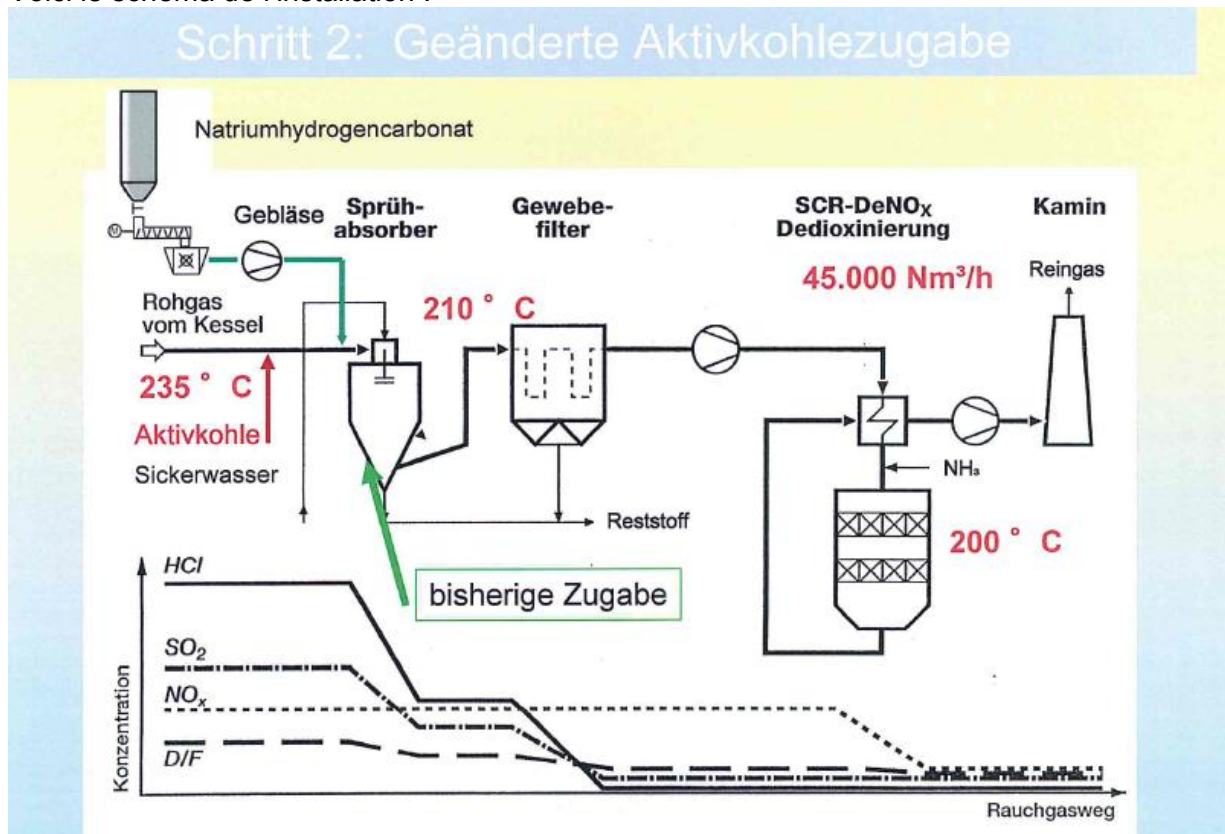 Schritt 2: Geänderte Aktivkohlezugabe
Natriumhydrogencarbonat
M
Gebläse
Sprüh-
absorber
Gewebe-
filter
SCR-DeNOₓ
Dedioxinierung
Kamin
45.000 Nm³/h
Reingas
Rohgas
vom Kessel
210 ° C
235 ° C
Aktivkohle
Sickerwasser
NH₃
Reststoff
200 ° C
bisherige Zugabe
HCl
SO₂
NOₓ
D/F
Konzentration
Rauchgasweg